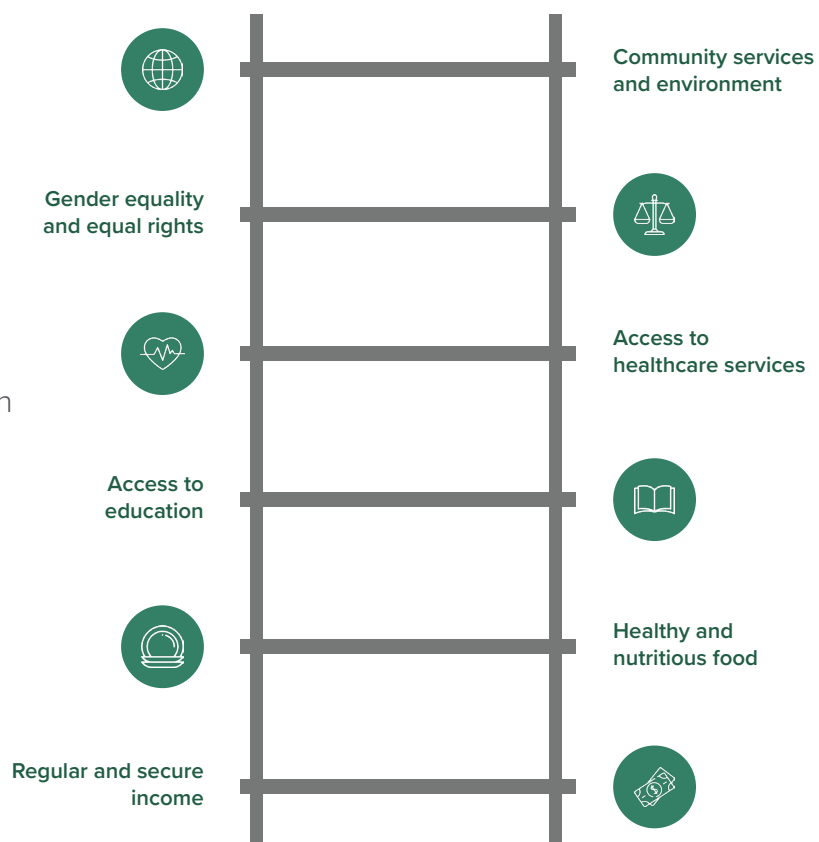 Community services
and environment
Gender equality
and equal rights
Access to
healthcare services
Access to
education
Healthy and
nutritious food
Regular and secure
income